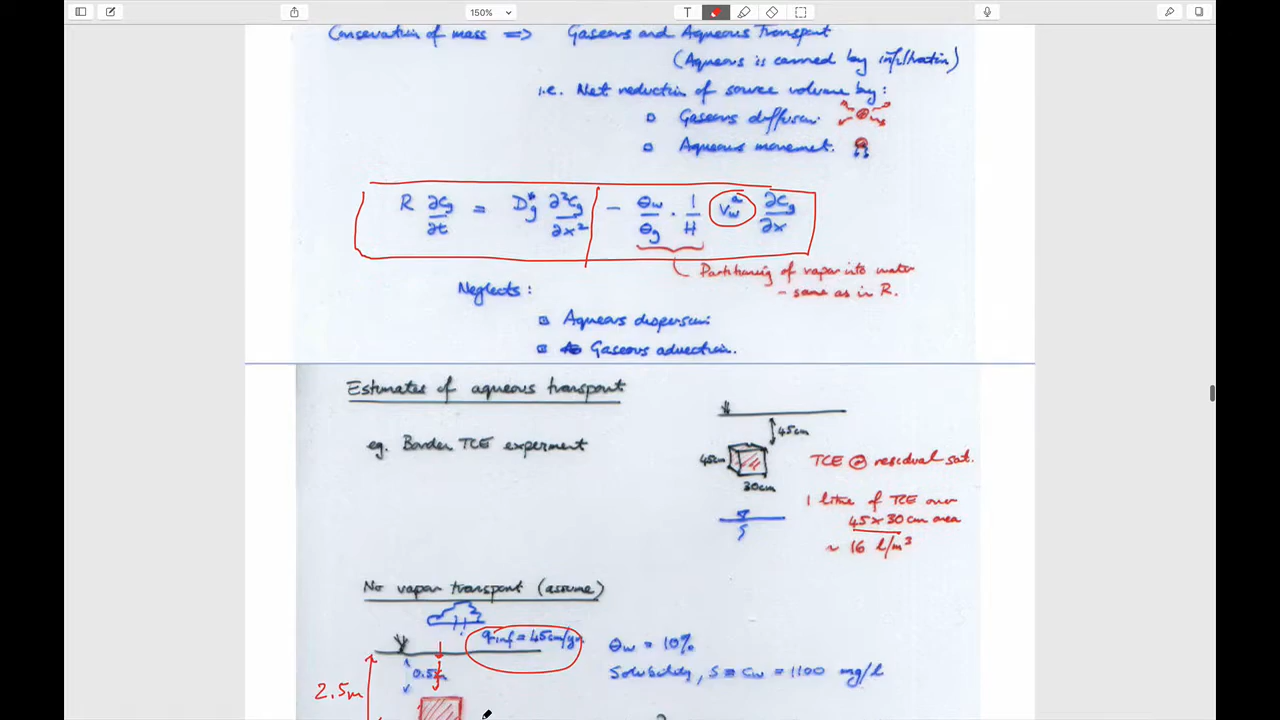 150%
T
Conservation of mass => Gaseous and Aqueous Transport
(Aqueous is carried by infiltration)
i.e. Net reduction of source volume by:
Gaseous diffusion.
Aqueous movement.
R ∂Cg/∂t = Dg* ∂²Cg/∂x² − θw/θg · 1/H vwᵃ ∂Cg/∂x
Partitioning of vapor into water
- same as in R.
Neglects:
Aqueous dispersion
Gaseous advection.
Estimates of aqueous transport
eg. Borden TCE experiment
45cm
45cm
30cm
TCE @ residual sat.
1 litre of TCE over
45 x 30 cm area
~ 16 l/m³
No vapor transport (assume)
qinf = 45cm/yr.
0.5m
2.5m
θw = 10%
Solubility, S = cw = 1100 mg/l